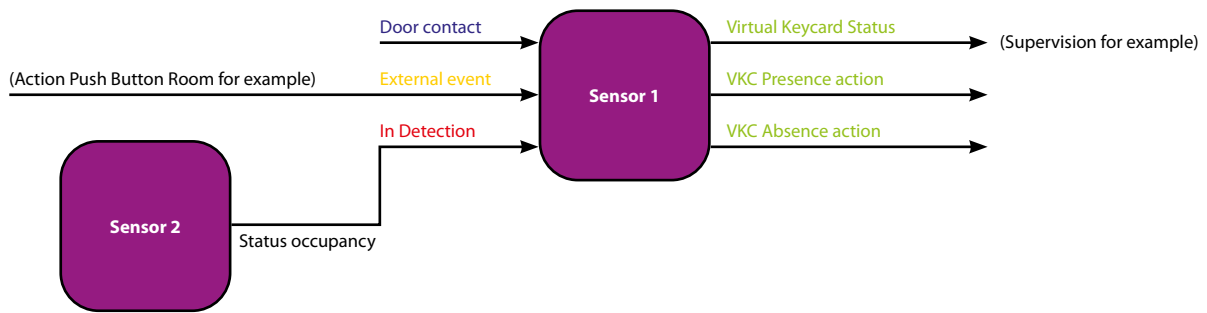 Door contact
Virtual Keycard Status
(Supervision for example)
(Action Push Button Room for example)
External event
Sensor 1
VKC Presence action
In Detection
VKC Absence action
Sensor 2
Status occupancy